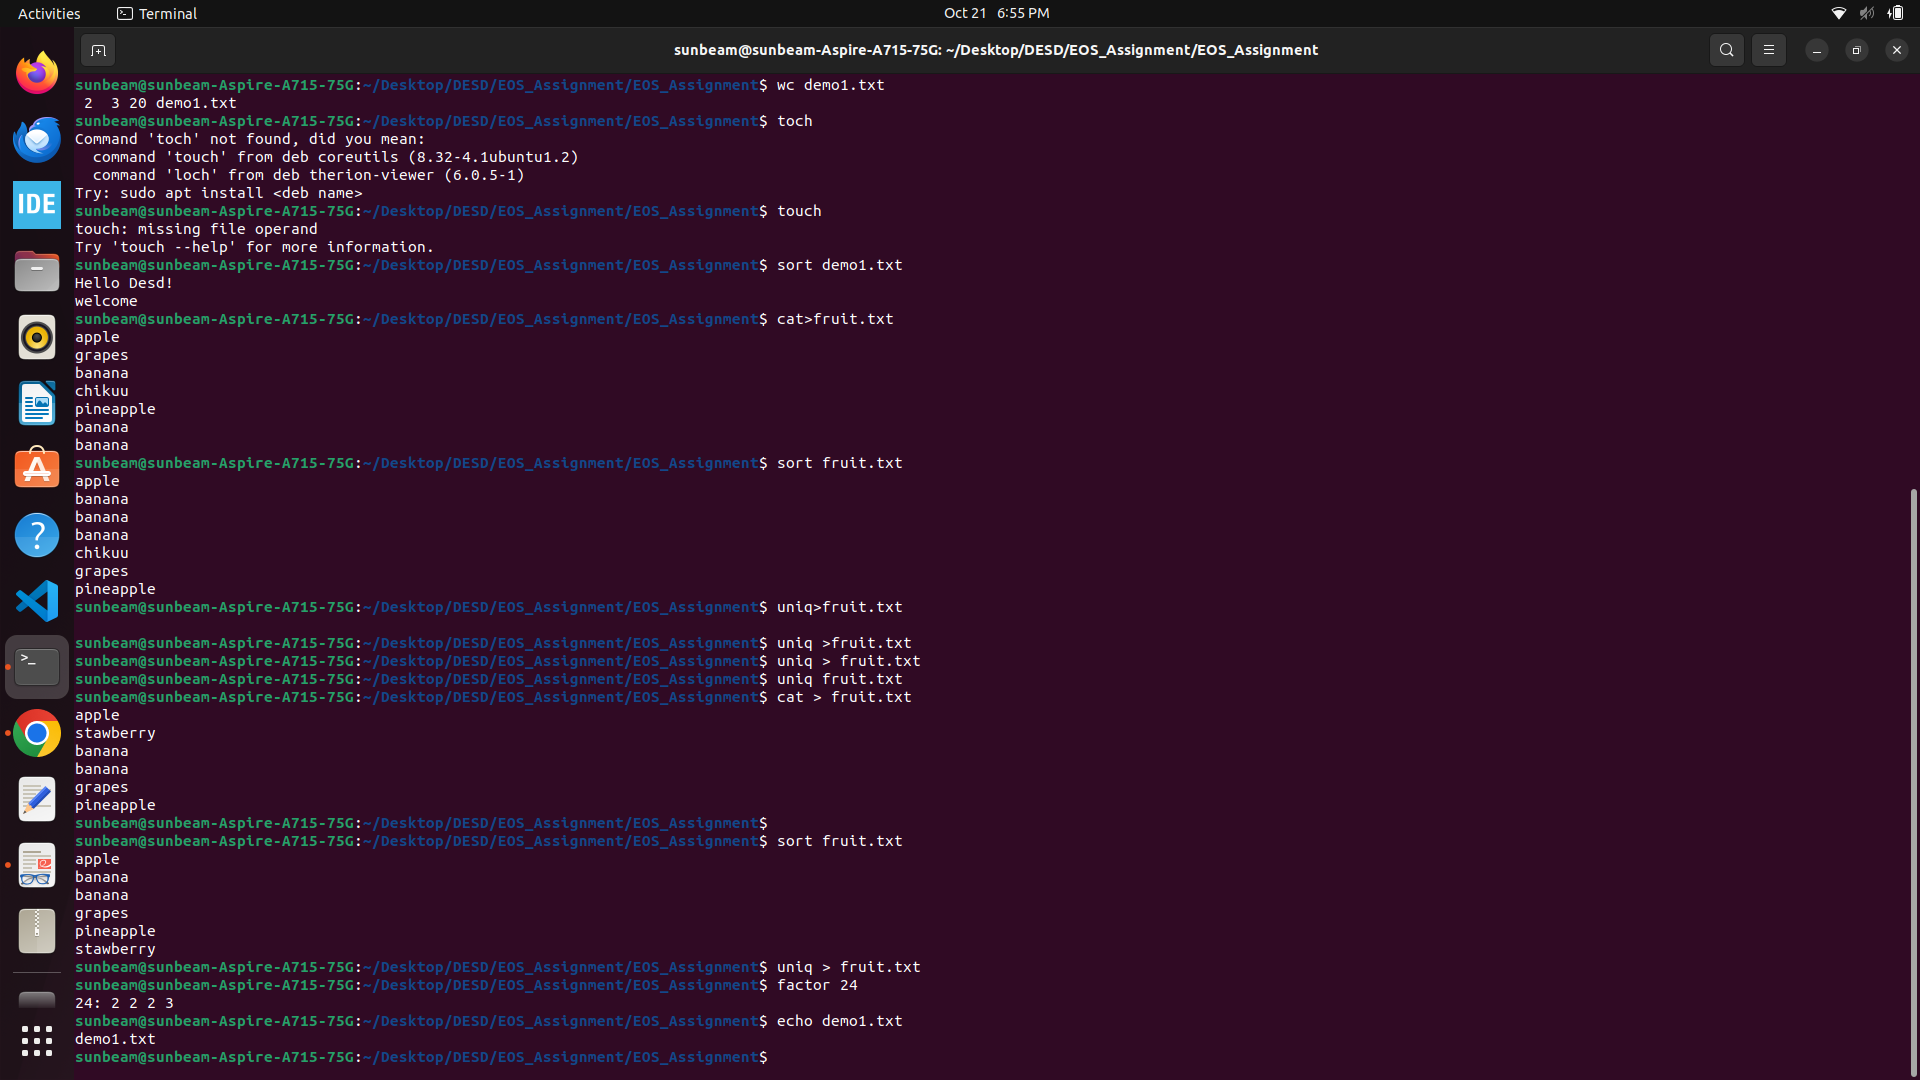 Activities
Terminal
Oct 21 6:55 PM
sunbeam@sunbeam-Aspire-A715-75G: ~/Desktop/DESD/EOS_Assignment/EOS_Assignment
IDE
sunbeam@sunbeam-Aspire-A715-75G:~/Desktop/DESD/EOS_Assignment/EOS_Assignment$ wc demo1.txt
 2  3 20 demo1.txt
sunbeam@sunbeam-Aspire-A715-75G:~/Desktop/DESD/EOS_Assignment/EOS_Assignment$ toch
Command 'toch' not found, did you mean:
  command 'touch' from deb coreutils (8.32-4.1ubuntu1.2)
  command 'loch' from deb therion-viewer (6.0.5-1)
Try: sudo apt install <deb name>
sunbeam@sunbeam-Aspire-A715-75G:~/Desktop/DESD/EOS_Assignment/EOS_Assignment$ touch
touch: missing file operand
Try 'touch --help' for more information.
sunbeam@sunbeam-Aspire-A715-75G:~/Desktop/DESD/EOS_Assignment/EOS_Assignment$ sort demo1.txt
Hello Desd!
welcome
sunbeam@sunbeam-Aspire-A715-75G:~/Desktop/DESD/EOS_Assignment/EOS_Assignment$ cat>fruit.txt
apple
grapes
banana
chikuu
pineapple
banana
banana
sunbeam@sunbeam-Aspire-A715-75G:~/Desktop/DESD/EOS_Assignment/EOS_Assignment$ sort fruit.txt
apple
banana
banana
banana
chikuu
grapes
pineapple
sunbeam@sunbeam-Aspire-A715-75G:~/Desktop/DESD/EOS_Assignment/EOS_Assignment$ uniq>fruit.txt
sunbeam@sunbeam-Aspire-A715-75G:~/Desktop/DESD/EOS_Assignment/EOS_Assignment$ uniq >fruit.txt
sunbeam@sunbeam-Aspire-A715-75G:~/Desktop/DESD/EOS_Assignment/EOS_Assignment$ uniq > fruit.txt
sunbeam@sunbeam-Aspire-A715-75G:~/Desktop/DESD/EOS_Assignment/EOS_Assignment$ uniq fruit.txt
sunbeam@sunbeam-Aspire-A715-75G:~/Desktop/DESD/EOS_Assignment/EOS_Assignment$ cat > fruit.txt
apple
stawberry
banana
banana
grapes
pineapple
sunbeam@sunbeam-Aspire-A715-75G:~/Desktop/DESD/EOS_Assignment/EOS_Assignment$
sunbeam@sunbeam-Aspire-A715-75G:~/Desktop/DESD/EOS_Assignment/EOS_Assignment$ sort fruit.txt
apple
banana
banana
grapes
pineapple
stawberry
sunbeam@sunbeam-Aspire-A715-75G:~/Desktop/DESD/EOS_Assignment/EOS_Assignment$ uniq > fruit.txt
sunbeam@sunbeam-Aspire-A715-75G:~/Desktop/DESD/EOS_Assignment/EOS_Assignment$ factor 24
24: 2 2 2 3
sunbeam@sunbeam-Aspire-A715-75G:~/Desktop/DESD/EOS_Assignment/EOS_Assignment$ echo demo1.txt
demo1.txt
sunbeam@sunbeam-Aspire-A715-75G:~/Desktop/DESD/EOS_Assignment/EOS_Assignment$